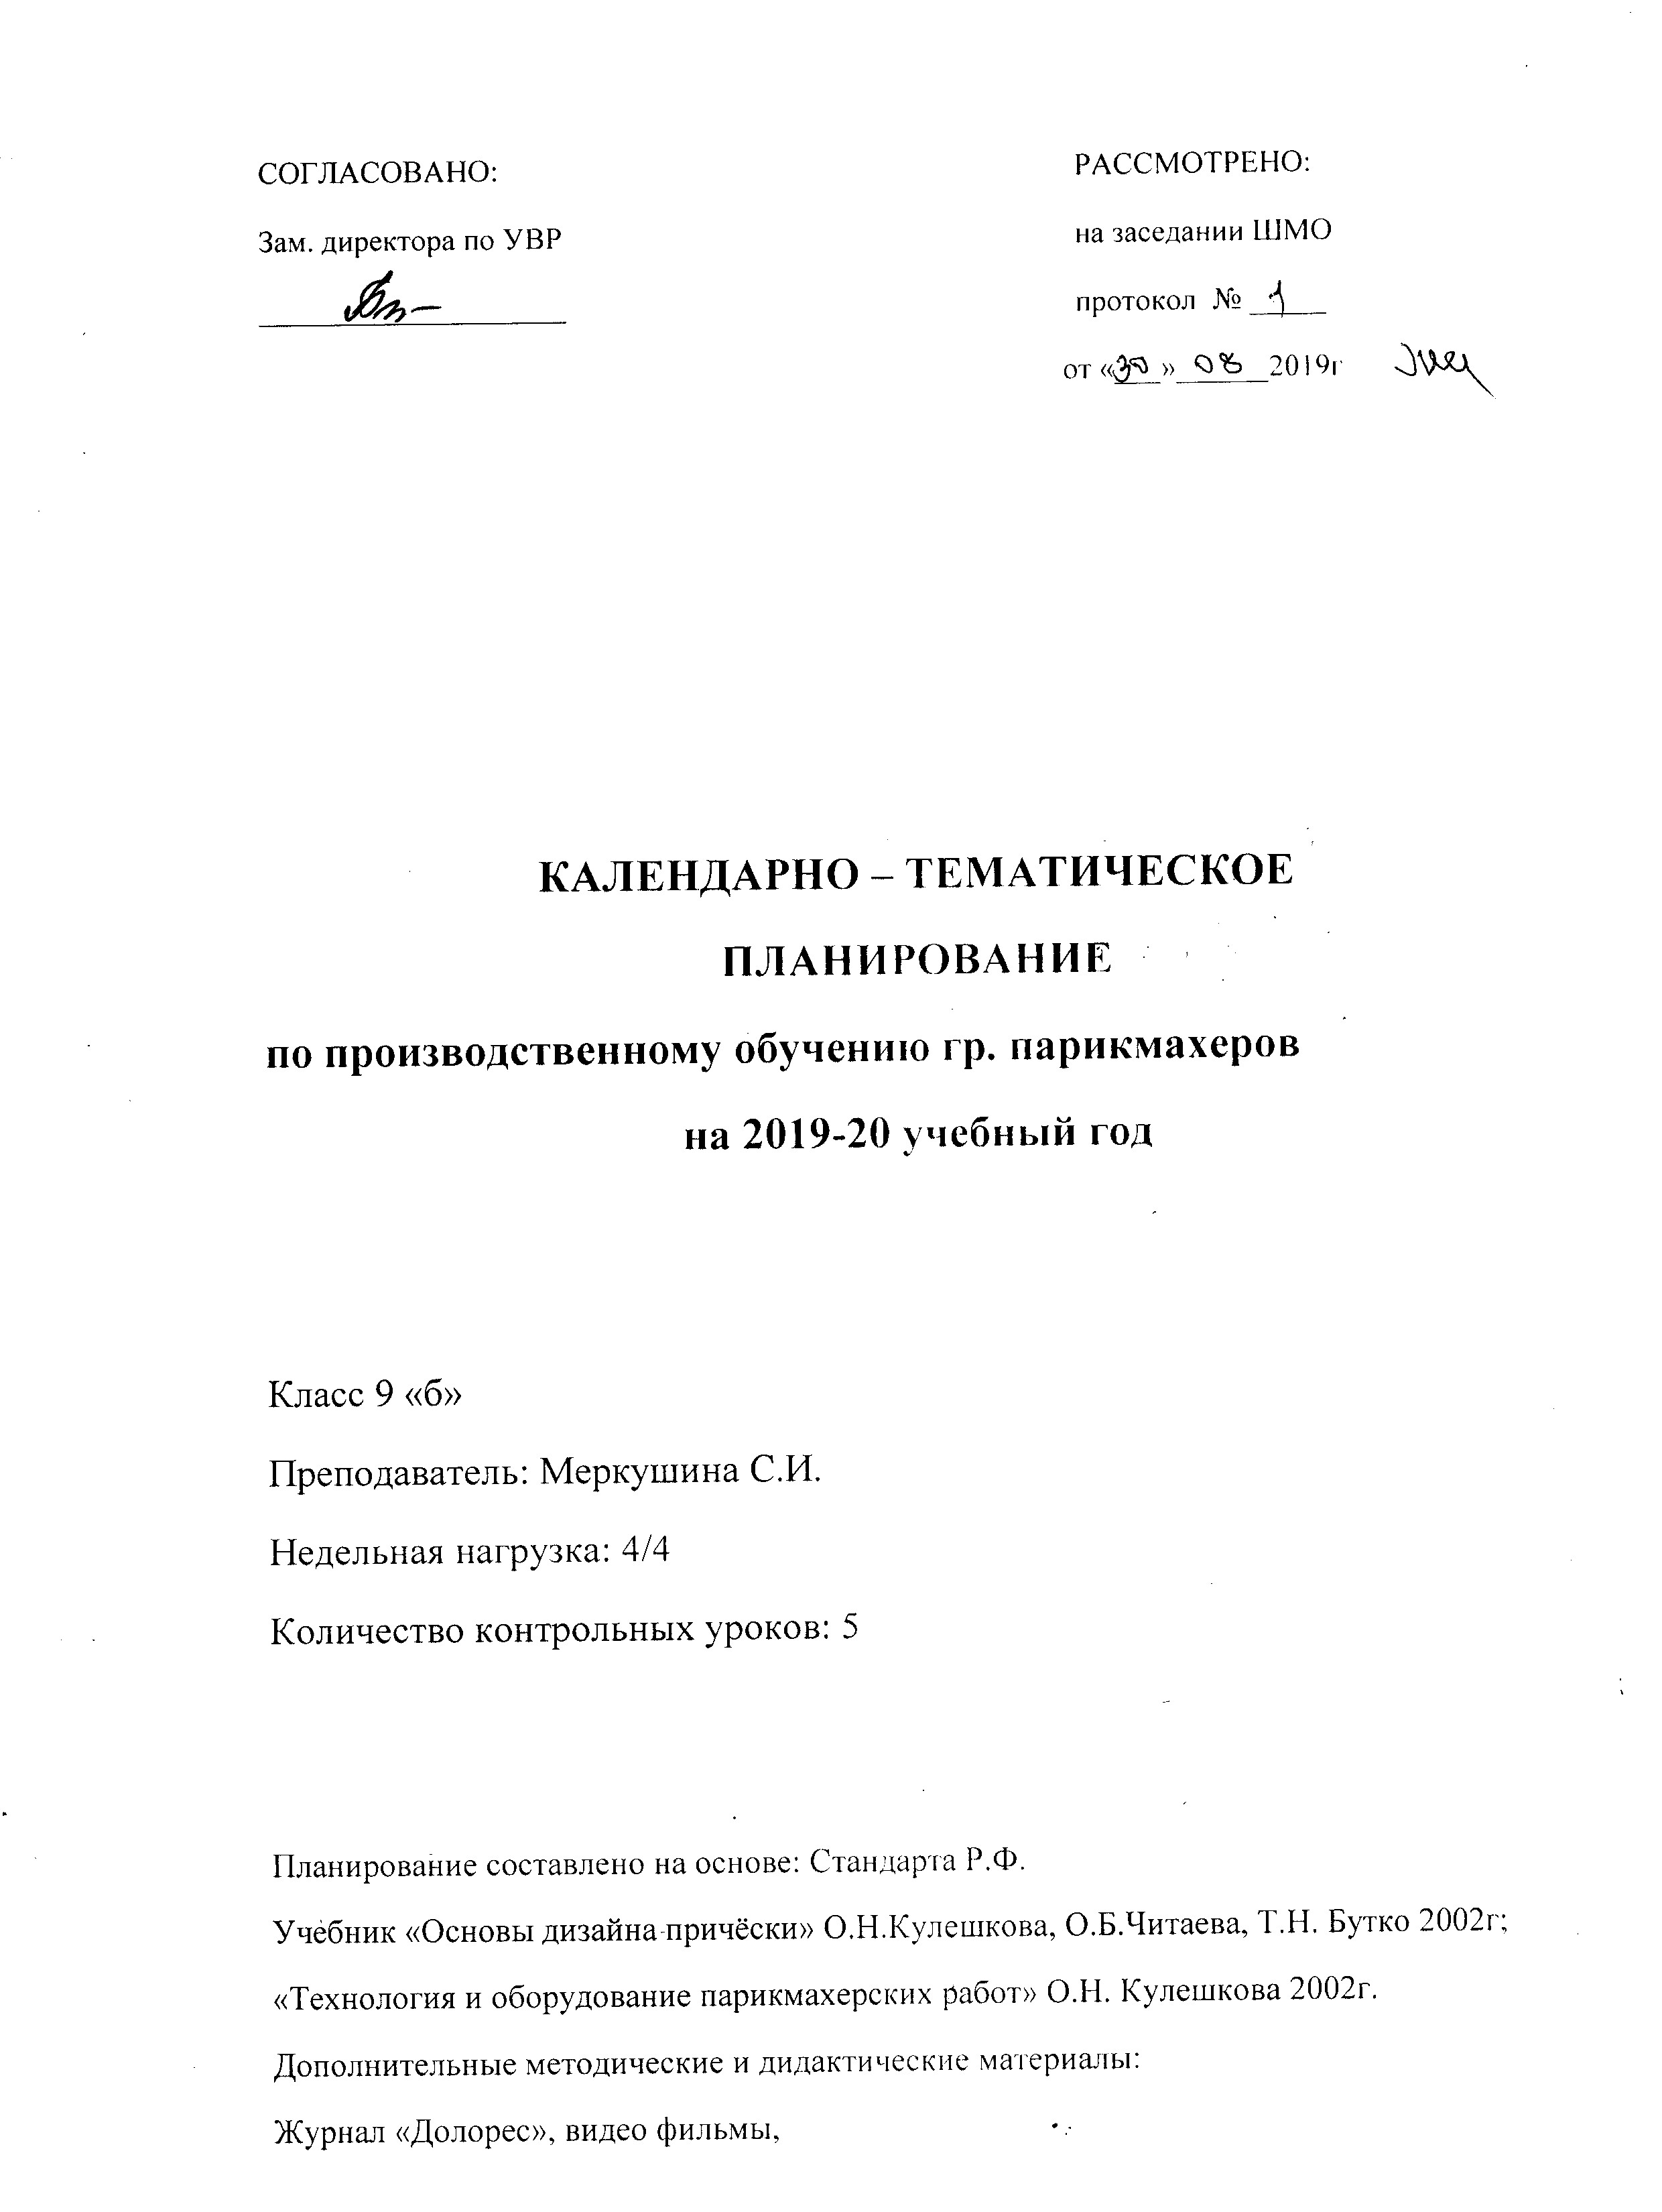 СОГЛАСОВАНО:
Зам. директора по УВР
РАССМОТРЕНО:
на заседании ШМО
протокол № 1
от «30» 08 2019г
КАЛЕНДАРНО – ТЕМАТИЧЕСКОЕ
ПЛАНИРОВАНИЕ
по производственному обучению гр. парикмахеров
на 2019-20 учебный год
Класс 9 «б»
Преподаватель: Меркушина С.И.
Недельная нагрузка: 4/4
Количество контрольных уроков: 5
Планирование составлено на основе: Стандарта Р.Ф.
Учебник «Основы дизайна причёски» О.Н.Кулешкова, О.Б.Читаева, Т.Н. Бутко 2002г;
«Технология и оборудование парикмахерских работ» О.Н. Кулешкова 2002г.
Дополнительные методические и дидактические материалы:
Журнал «Долорес», видео фильмы,